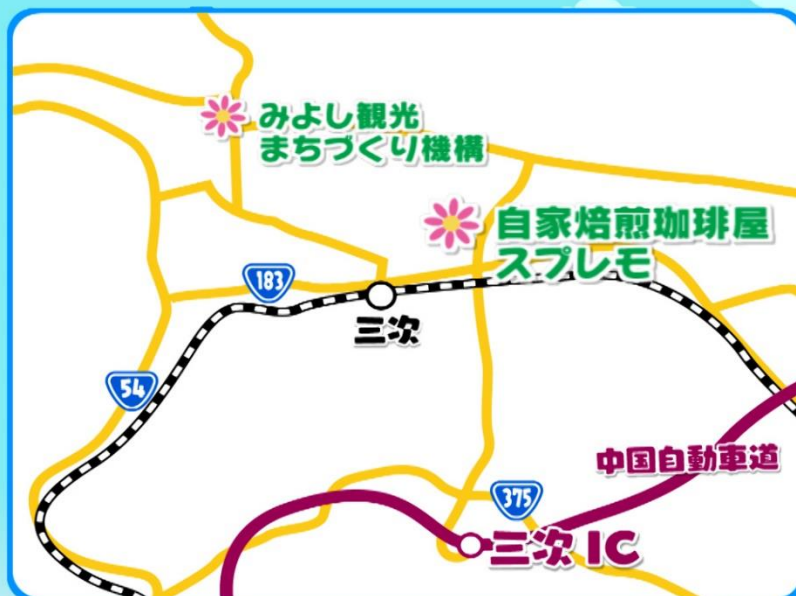 みよし観光
まちづくり機構
自家焙煎珈琲屋
スプレモ
183
三次
54
中国自動車道
375
三次 IC